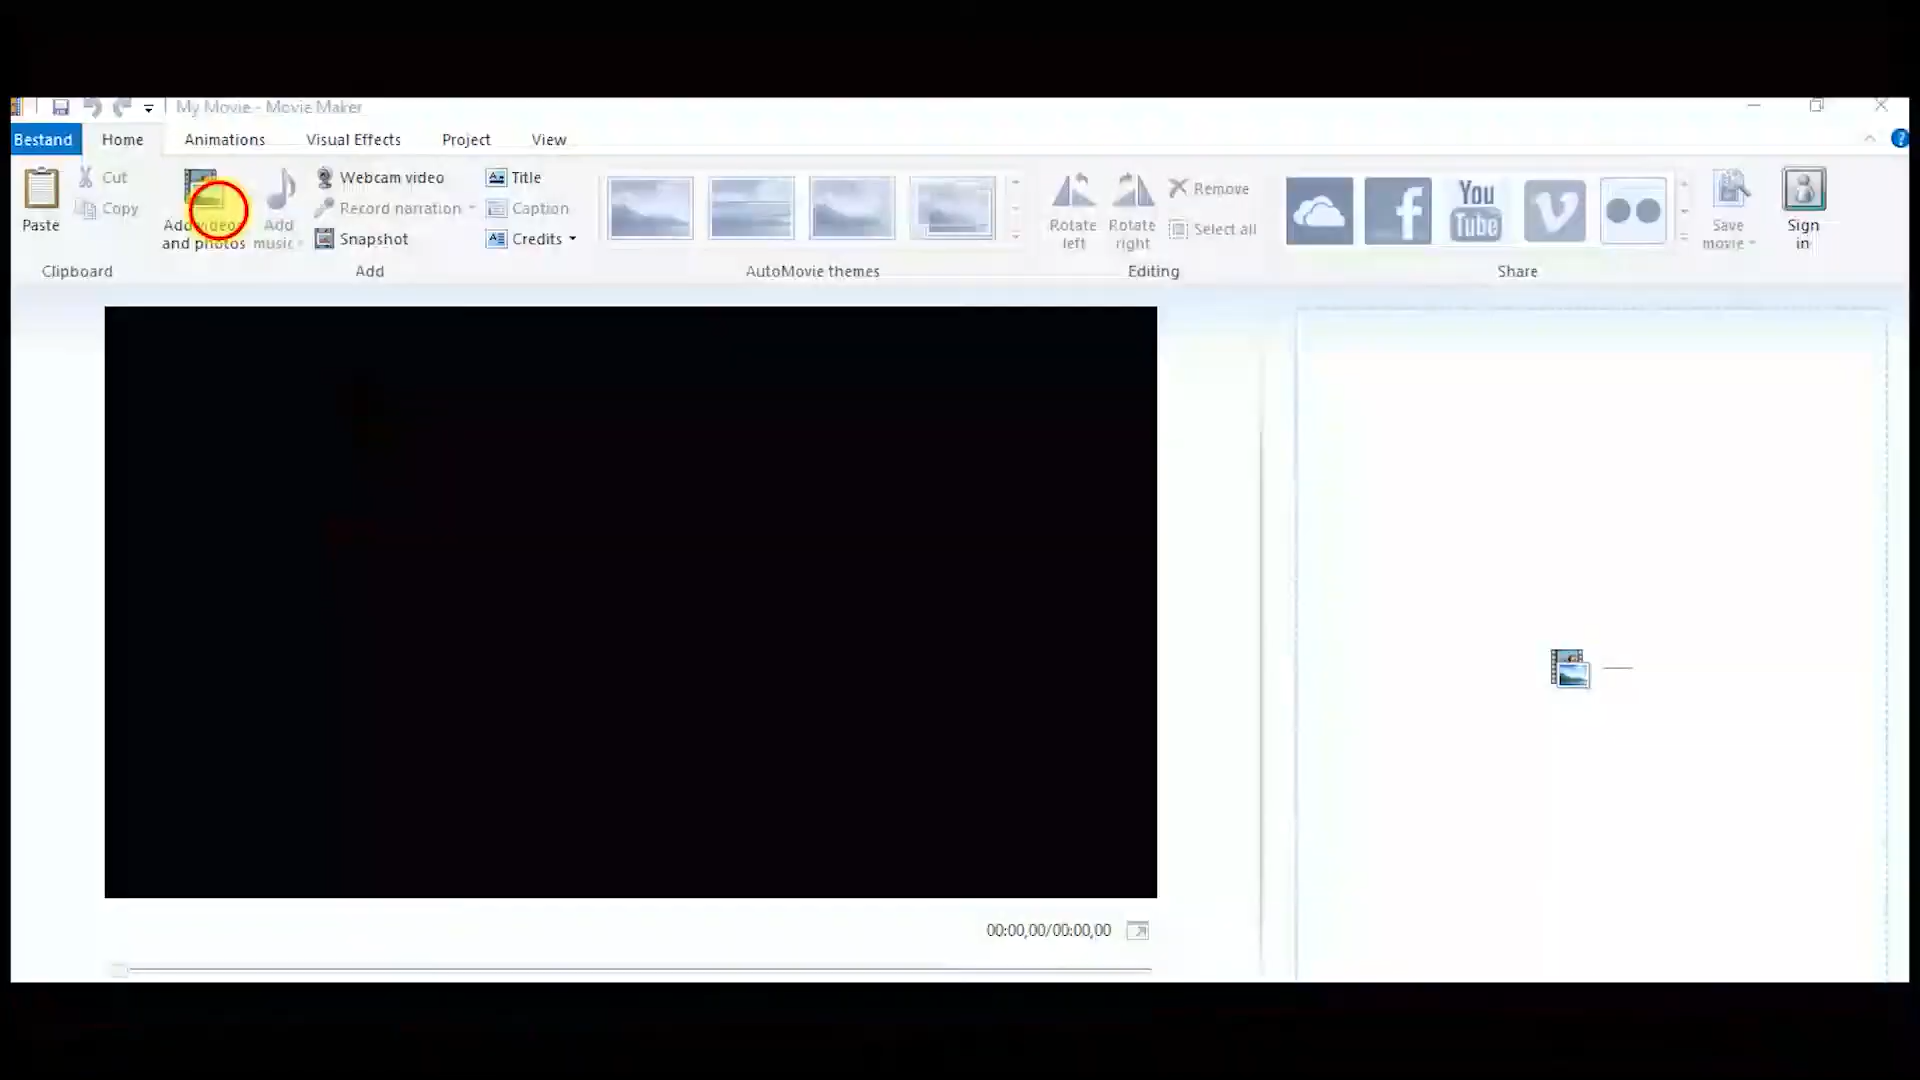 My Movie - Movie Maker
Bestand Home Animations Visual Effects Project View
Paste
Cut
Copy
Clipboard
Add videos
and photos
Add
music
Webcam video
Record narration
Snapshot
Title
Caption
Credits
Add
AutoMovie themes
Rotate
left
Rotate
right
Remove
Select all
Editing
You
Tube
Share
Save
movie
Sign
in
00:00,00/00:00,00